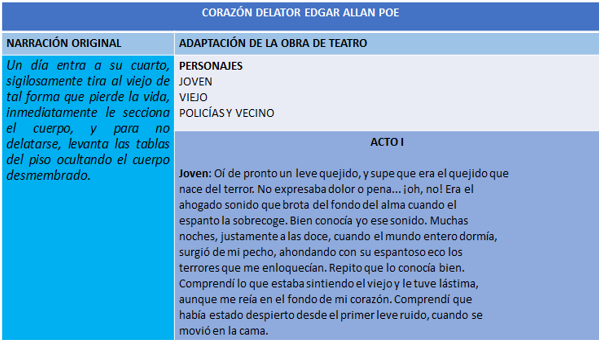 CORAZÓN DELATOR EDGAR ALLAN POE
NARRACIÓN ORIGINAL
Un día entra a su cuarto,
sigilosamente tira al viejo de
tal forma que pierde la vida,
inmediatamente le secciona
el cuerpo, y para no
delatarse, levanta las tablas
del piso ocultando el cuerpo
desmembrado.
ADAPTACIÓN DE LA OBRA DE TEATRO
PERSONAJES
JOVEN
VIEJO
POLICÍAS Y VECINO
ACTO I
Joven: Oí de pronto un leve quejido, y supe que era el quejido que
nace del terror. No expresaba dolor o pena... ¡oh, no! Era el
ahogado sonido que brota del fondo del alma cuando el
espanto la sobrecoge. Bien conocía yo ese sonido. Muchas
noches, justamente a las doce, cuando el mundo entero dormía,
surgió de mi pecho, ahondando con su espantoso eco los
terrores que me enloquecían. Repito que lo conocía bien.
Comprendí lo que estaba sintiendo el viejo y le tuve lástima,
aunque me reía en el fondo de mi corazón. Comprendí que
había estado despierto desde el primer leve ruido, cuando se
movió en la cama.